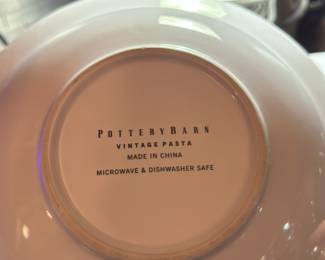 POTTERY BARN
VINTAGE PASTA
MADE IN CHINA
MICROWAVE & DISHWASHER SAFE